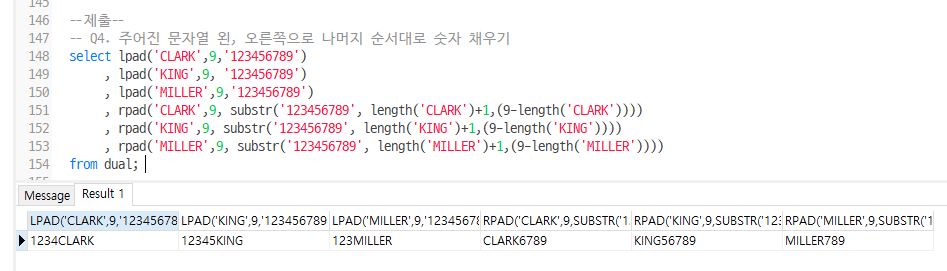 145
146 --제출--
147 -- Q4. 주어진 문자열 왼, 오른쪽으로 나머지 순서대로 숫자 채우기
148 select lpad('CLARK',9,'123456789')
149 , lpad('KING',9, '123456789')
150 , lpad('MILLER',9,'123456789')
151 , rpad('CLARK',9, substr('123456789', length('CLARK')+1,(9-length('CLARK'))))
152 , rpad('KING',9, substr('123456789', length('KING')+1,(9-length('KING'))))
153 , rpad('MILLER',9, substr('123456789', length('MILLER')+1,(9-length('MILLER'))))
154 from dual;
Message Result 1
LPAD('CLARK',9,'12345678 LPAD('KING',9,'123456789 LPAD('MILLER',9,'12345678 RPAD('CLARK',9,SUBSTR('1 RPAD('KING',9,SUBSTR('123 RPAD('MILLER',9,SUBSTR('1
1234CLARK 12345KING 123MILLER CLARK6789 KING56789 MILLER789